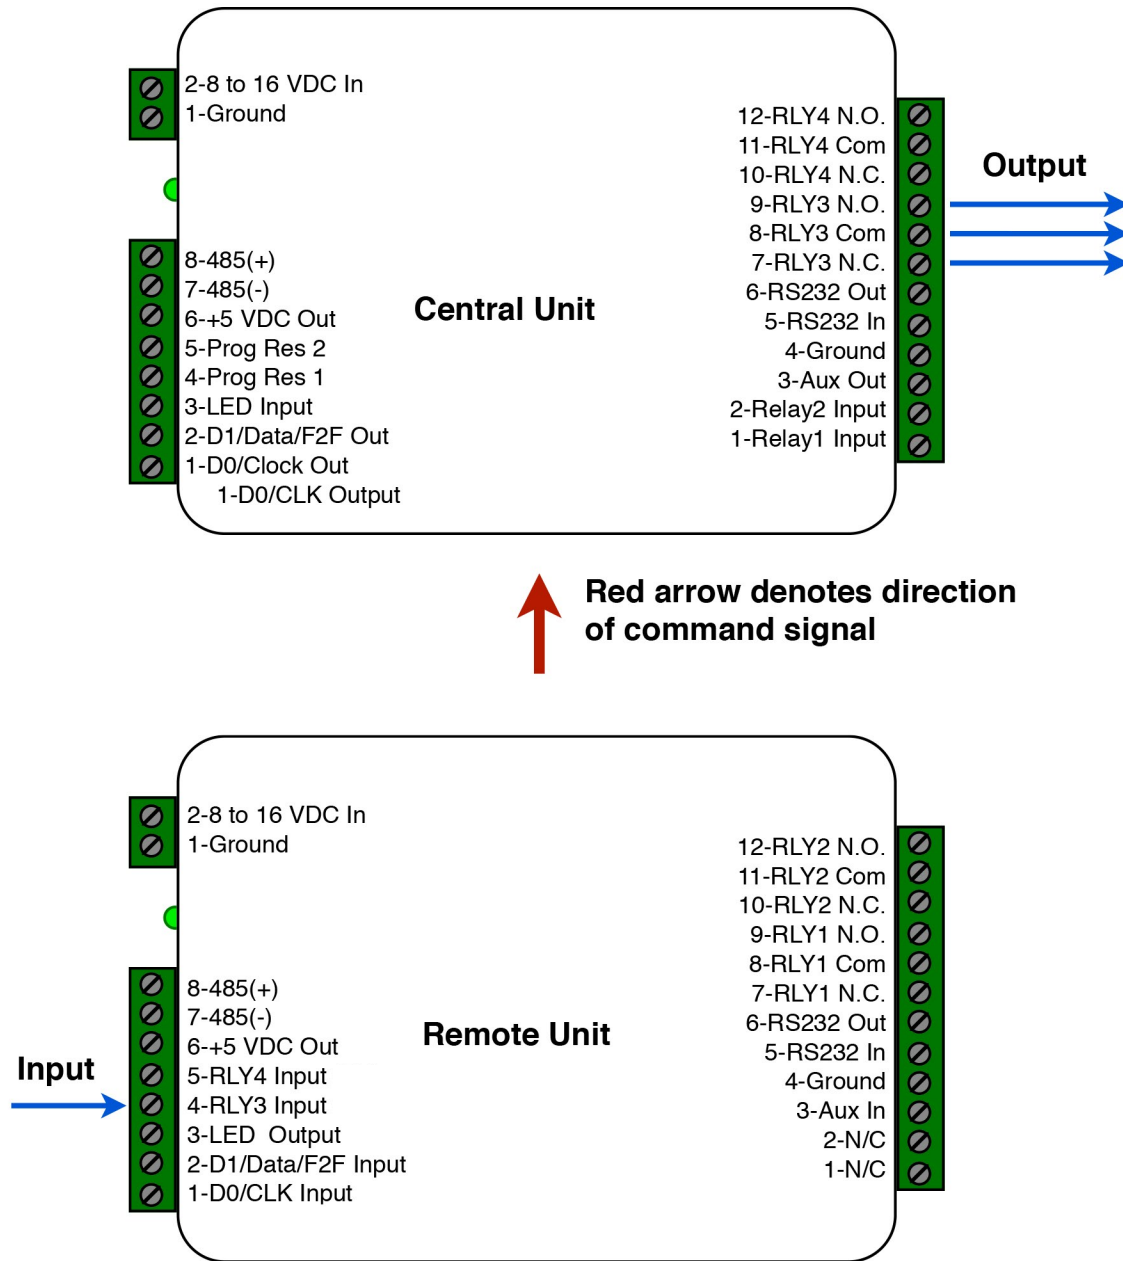 2-8 to 16 VDC In
1-Ground
8-485(+)
7-485(-)
6-+5 VDC Out
5-Prog Res 2
4-Prog Res 1
3-LED Input
2-D1/Data/F2F Out
1-D0/Clock Out
1-D0/CLK Output
Central Unit
12-RLY4 N.O.
11-RLY4 Com
10-RLY4 N.C.
9-RLY3 N.O.
8-RLY3 Com
7-RLY3 N.C.
6-RS232 Out
5-RS232 In
4-Ground
3-Aux Out
2-Relay2 Input
1-Relay1 Input
Output
Red arrow denotes direction
of command signal
2-8 to 16 VDC In
1-Ground
8-485(+)
7-485(-)
6-+5 VDC Out
5-RLY4 Input
4-RLY3 Input
3-LED  Output
2-D1/Data/F2F Input
1-D0/CLK Input
Input
Remote Unit
12-RLY2 N.O.
11-RLY2 Com
10-RLY2 N.C.
9-RLY1 N.O.
8-RLY1 Com
7-RLY1 N.C.
6-RS232 Out
5-RS232 In
4-Ground
3-Aux In
2-N/C
1-N/C